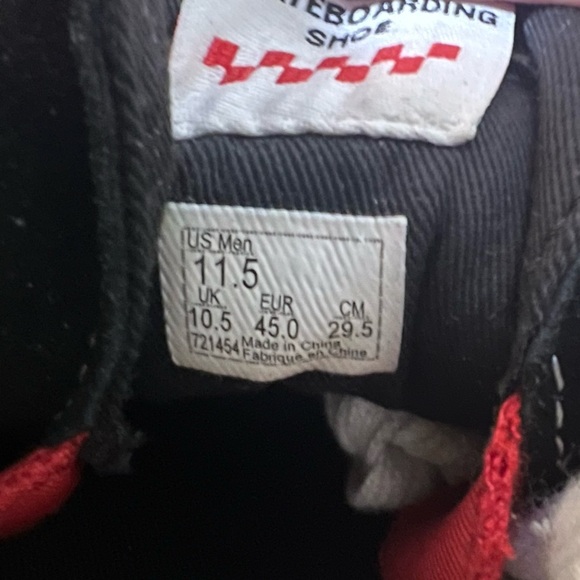 TEBOARDING
SHOE
US Men
11.5
UK EUR CM
10.5 45.0 29.5
721454 Made in China
Fabriqué en Chine